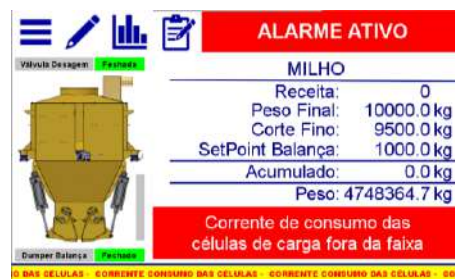 ALARME ATIVO
Válvula Dosagem Fechada
MILHO
Receita: 0
Peso Final: 10000.0 kg
Corte Fino: 9500.0 kg
SetPoint Balança: 1000.0 kg
Acumulado: 0.0 kg
Peso: 4748364.7 kg
Corrente de consumo das
células de carga fora da faixa
Dumper Balança Fechado
O DAS CÉLULAS - CORRENTE CONSUMO DAS CÉLULAS - CORRENTE CONSUMO DAS CÉLULAS - CO